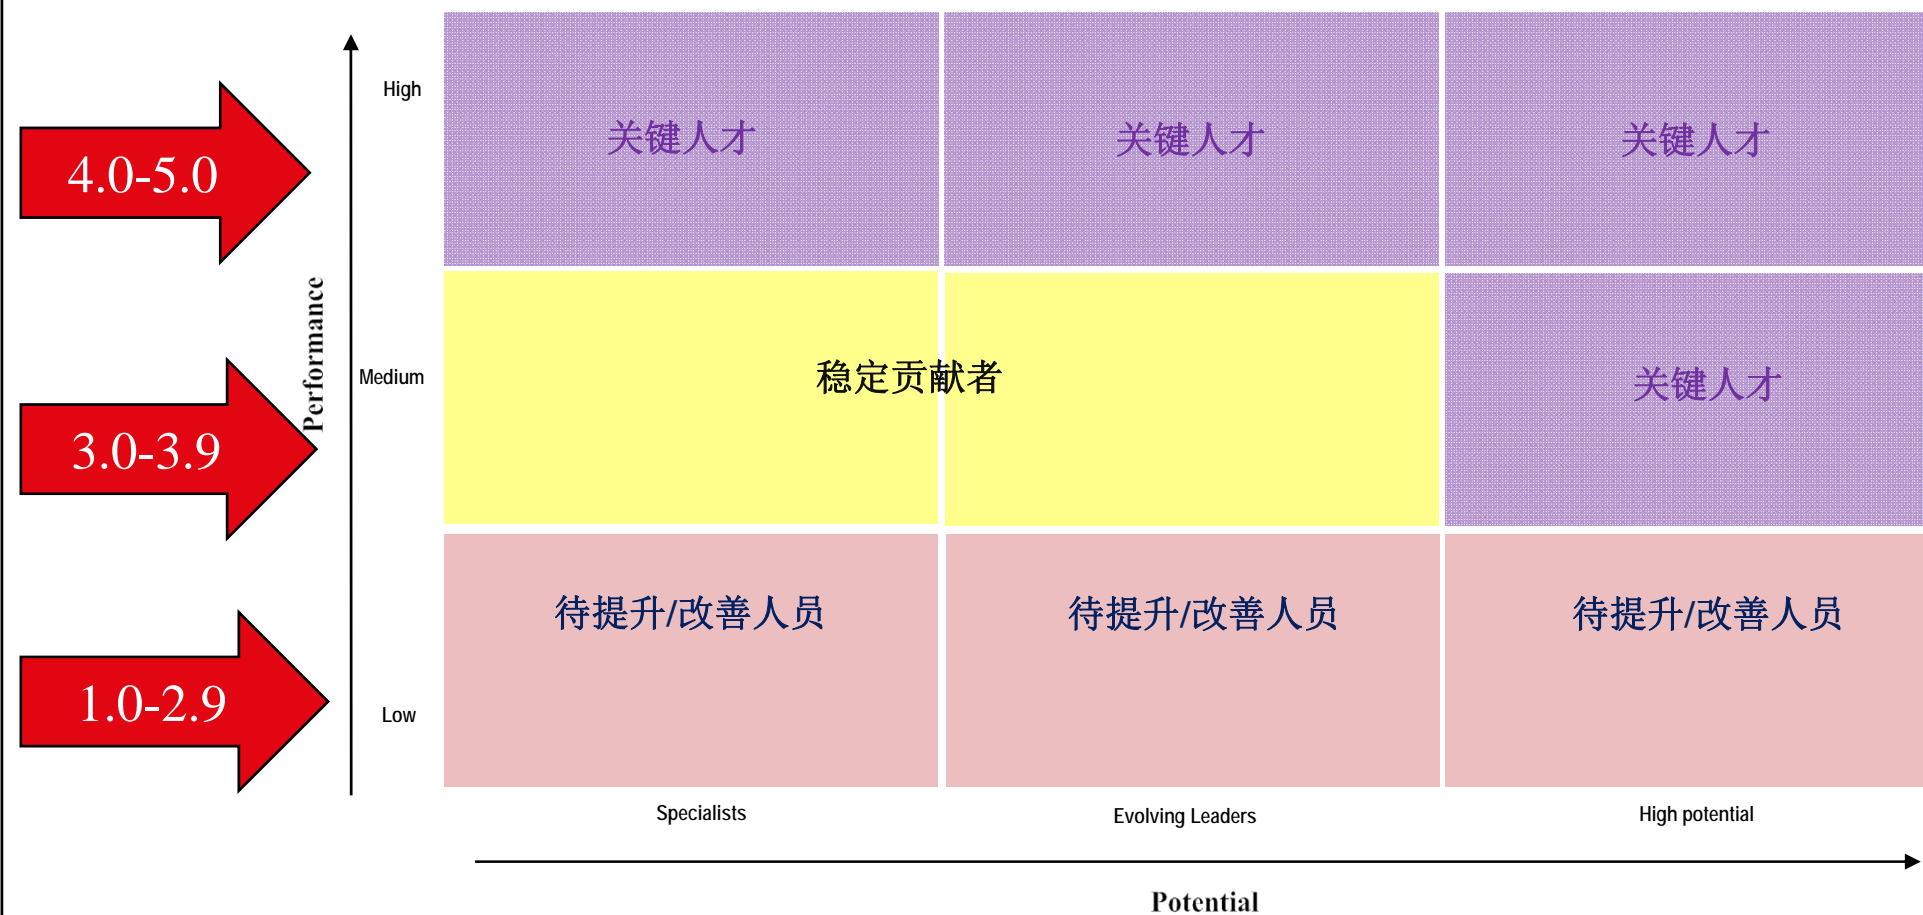 High
关键人才
关键人才
关键人才
4.0-5.0
Performance
Medium
稳定贡献者
关键人才
3.0-3.9
待提升/改善人员
待提升/改善人员
待提升/改善人员
1.0-2.9
Low
Specialists
Evolving Leaders
High potential
Potential